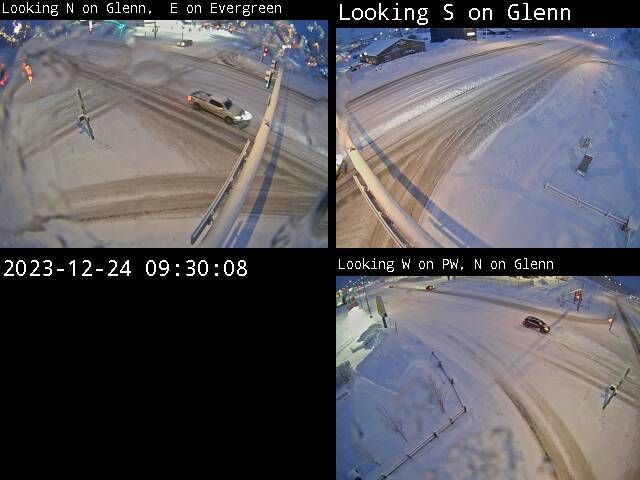 Looking N on Glenn,  E on Evergreen
Looking S on Glenn
2023-12-24 09:30:08
Looking W on PW, N on Glenn